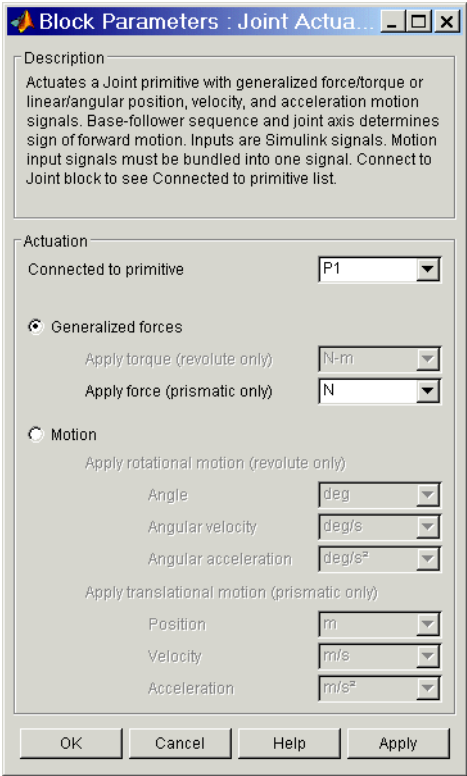 Block Parameters : Joint Actua...
Description
Actuates a Joint primitive with generalized force/torque or
linear/angular position, velocity, and acceleration motion
signals. Base-follower sequence and joint axis determines
sign of forward motion. Inputs are Simulink signals. Motion
input signals must be bundled into one signal. Connect to
Joint block to see Connected to primitive list.
Actuation
Connected to primitive P1
Generalized forces
Apply torque (revolute only) N-m
Apply force (prismatic only) N
Motion
Apply rotational motion (revolute only)
Angle deg
Angular velocity deg/s
Angular acceleration deg/s²
Apply translational motion (prismatic only)
Position m
Velocity m/s
Acceleration m/s²
OK Cancel Help Apply